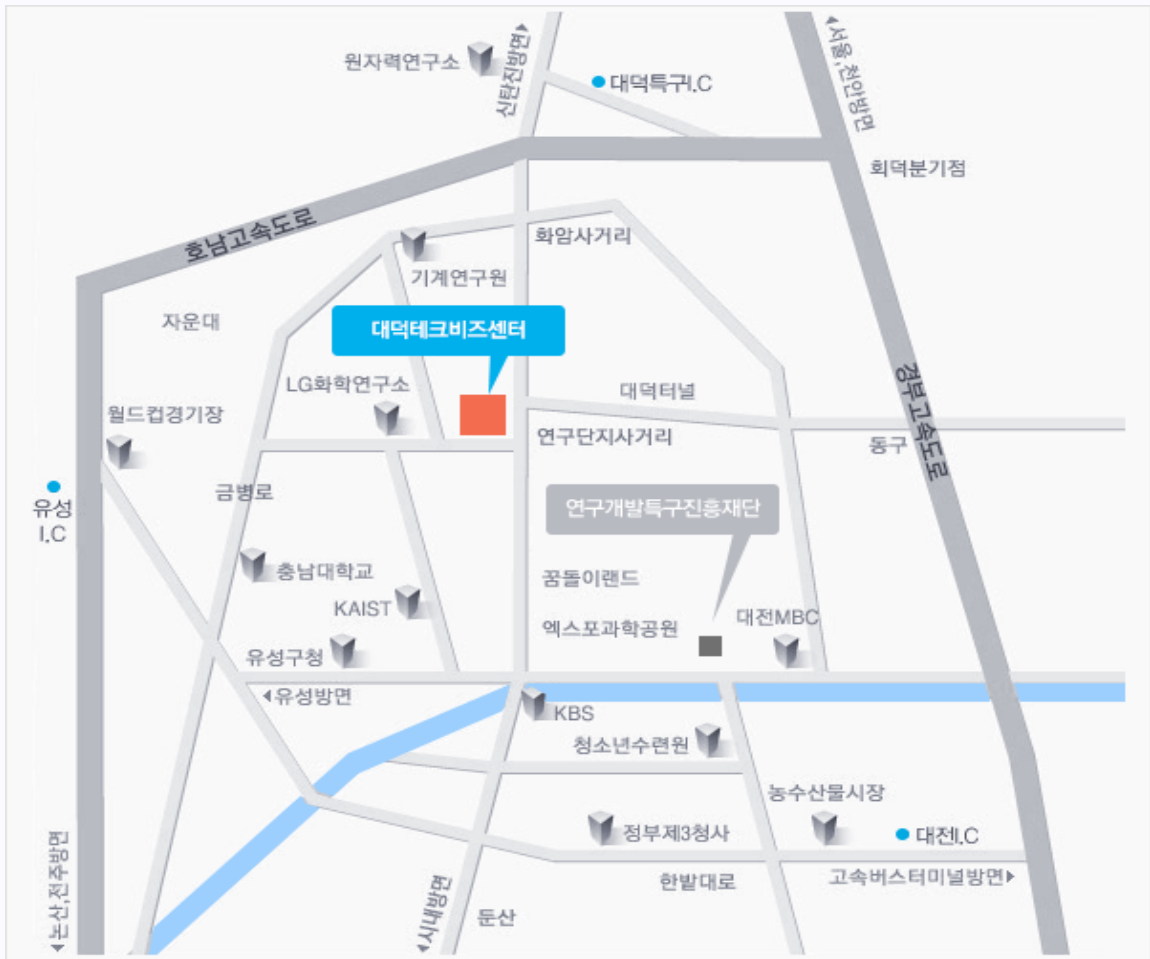 원자력연구소
신탄진방면▶
대덕특구I.C
◀서울,천안방면
회덕분기점
호남고속도로
화암사거리
기계연구원
자운대
대덕테크비즈센터
LG화학연구소
대덕터널
경부고속도로
월드컵경기장
연구단지사거리
동구
유성
I.C
금병로
연구개발특구진흥재단
충남대학교
꿈돌이랜드
KAIST
엑스포과학공원
대전MBC
유성구청
◀유성방면
KBS
청소년수련원
농수산물시장
정부제3청사
대전I.C
◀논산,전주방면
한밭대로
고속버스터미널방면▶
◀시내방면
둔산